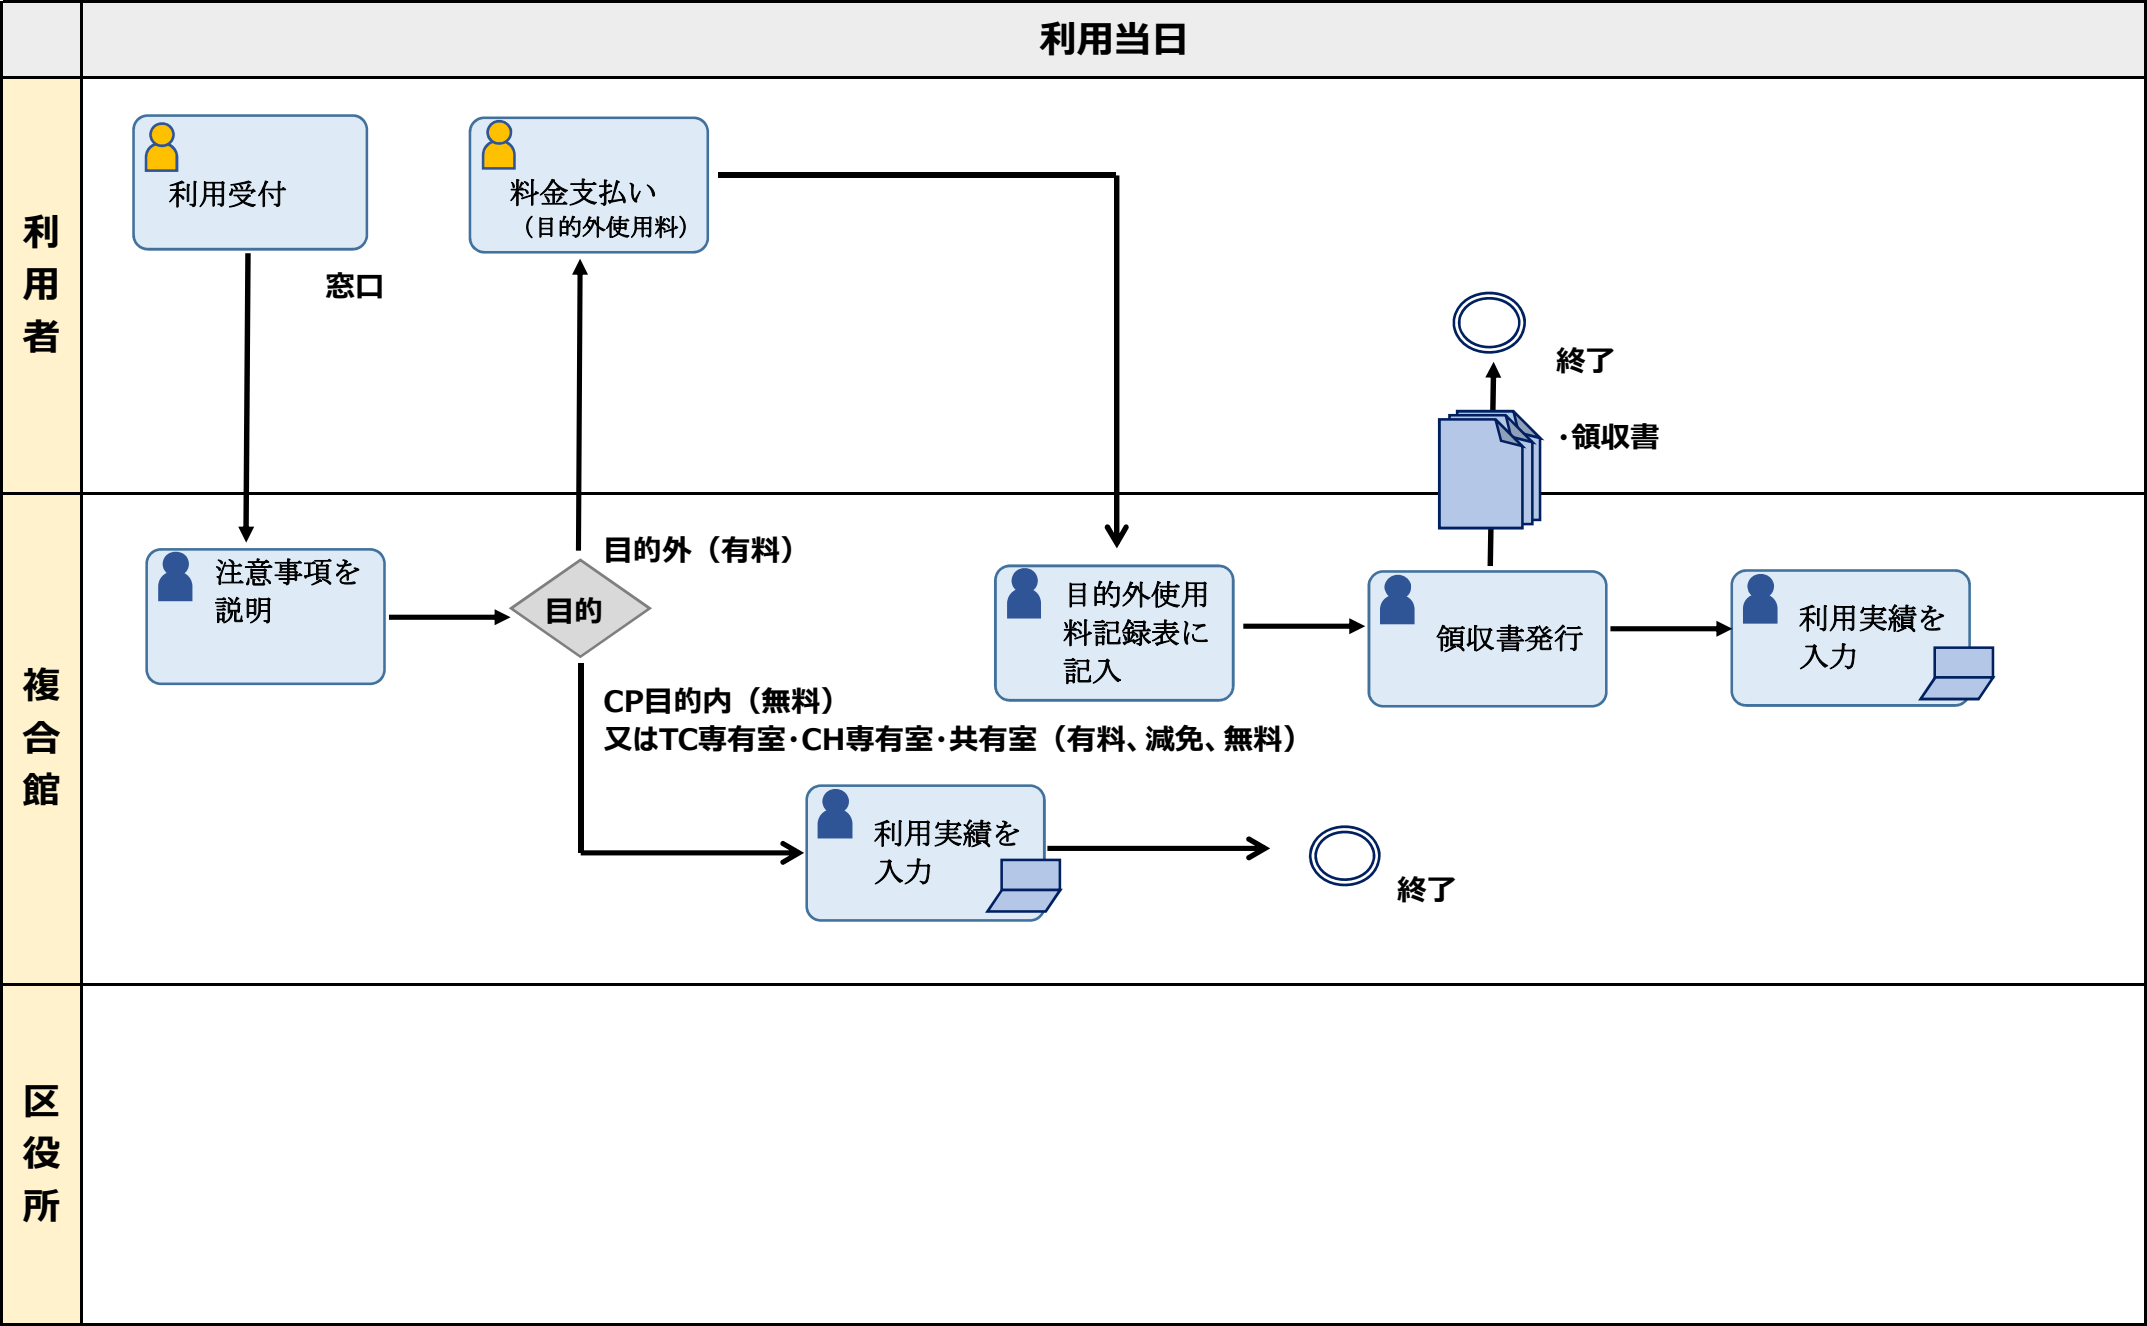 利用当日
利用者
利用受付
料金支払い
（目的外使用料）
窓口
終了
・領収書
複合館
注意事項を
説明
目的
目的外（有料）
CP目的内（無料）
又はTC専有室・CH専有室・共有室（有料、減免、無料）
目的外使用
料記録表に
記入
領収書発行
利用実績を
入力
利用実績を
入力
終了
区役所